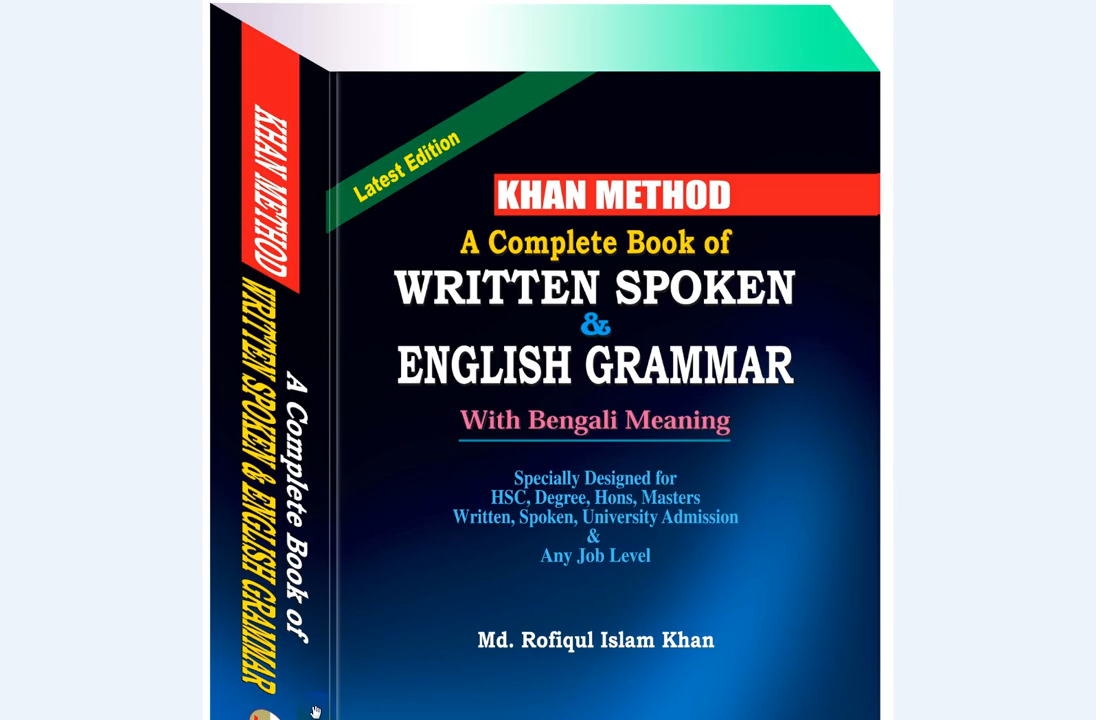 Latest Edition
KHAN METHOD
A Complete Book of
WRITTEN SPOKEN
&
ENGLISH GRAMMAR
With Bengali Meaning
Specially Designed for
HSC, Degree, Hons, Masters
Written, Spoken, University Admission
&
Any Job Level
Md. Rofiqul Islam Khan
KHAN METHOD
A Complete Book of
WRITTEN SPOKEN & ENGLISH GRAMMAR